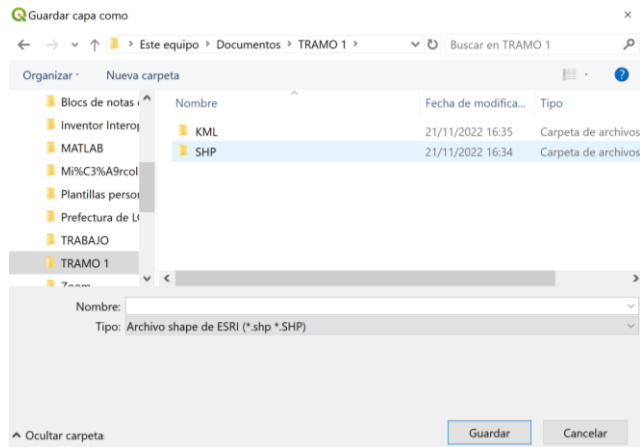 Guardar capa como
Este equipo > Documentos > TRAMO 1 >
Buscar en TRAMO 1
Organizar
Nueva carpeta
Nombre
Fecha de modifica...
Tipo
Blocs de notas
Inventor Interop
MATLAB
Mi%C3%A9rcol
Plantillas person
Prefectura de L
TRABAJO
TRAMO 1
Zoom
KML
21/11/2022 16:35
Carpeta de archivos
SHP
21/11/2022 16:34
Carpeta de archivos
Nombre:
Tipo: Archivo shape de ESRI (*.shp *.SHP)
Ocultar carpeta
Guardar
Cancelar